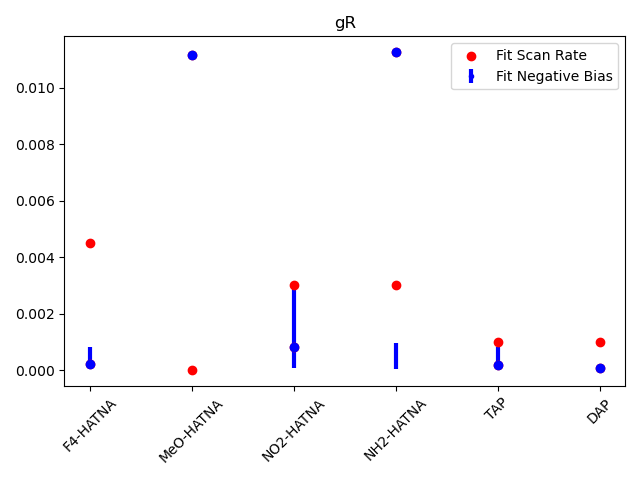 gR
Fit Scan Rate
Fit Negative Bias
0.010
0.008
0.006
0.004
0.002
0.000
F4-HATNA
MeO-HATNA
NO2-HATNA
NH2-HATNA
TAP
DAP